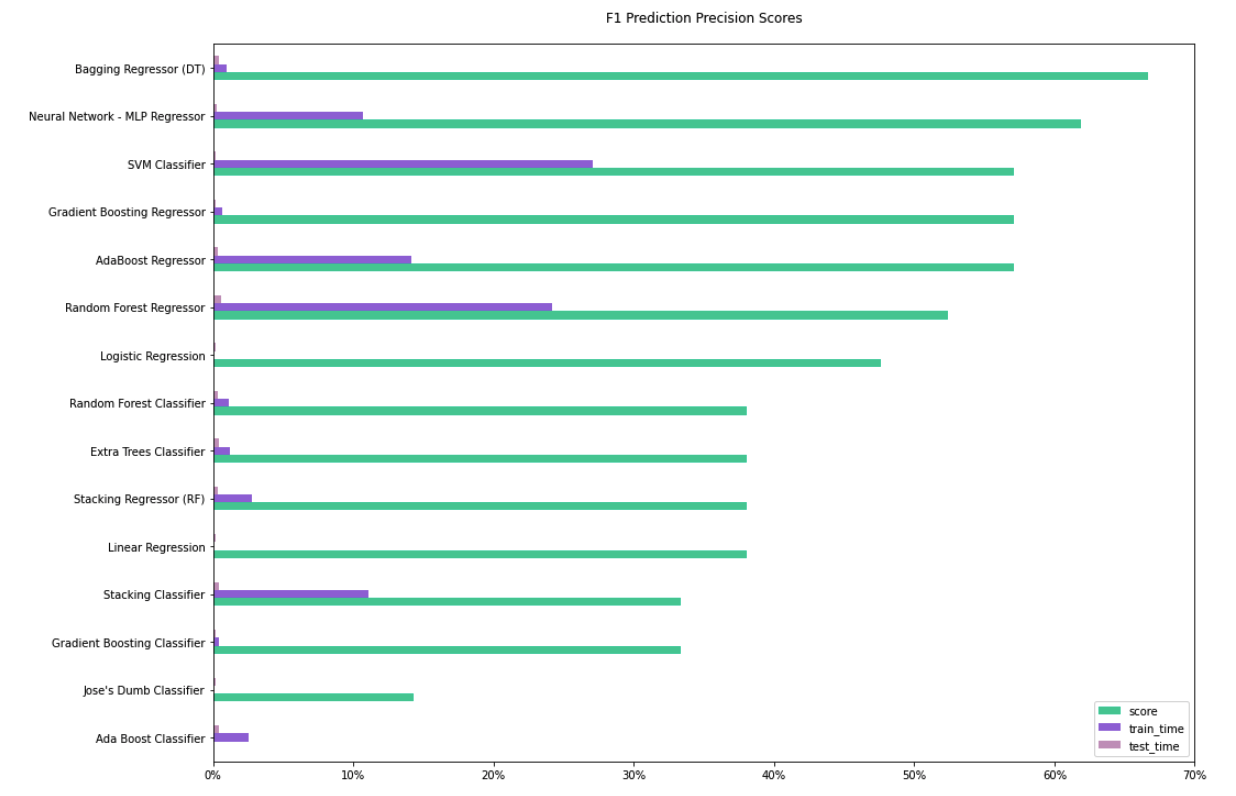 F1 Prediction Precision Scores
Bagging Regressor (DT)
Neural Network - MLP Regressor
SVM Classifier
Gradient Boosting Regressor
AdaBoost Regressor
Random Forest Regressor
Logistic Regression
Random Forest Classifier
Extra Trees Classifier
Stacking Regressor (RF)
Linear Regression
Stacking Classifier
Gradient Boosting Classifier
Jose's Dumb Classifier
Ada Boost Classifier
score
train_time
test_time
0% 10% 20% 30% 40% 50% 60% 70%